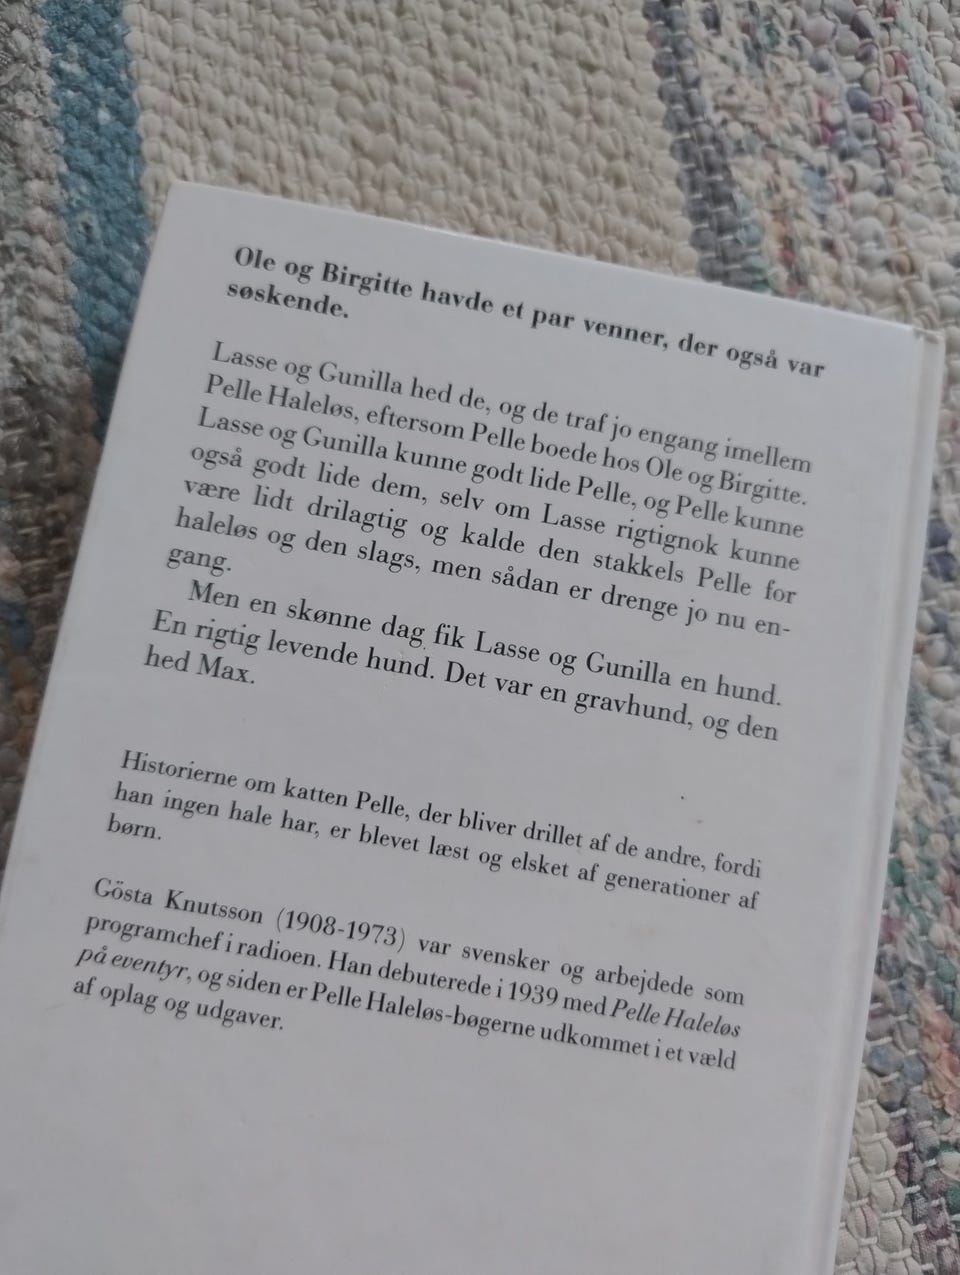 Ole og Birgitte havde et par venner, der også var
søskende.
Lasse og Gunilla hed de, og de traf jo engang imellem
Pelle Haleløs, eftersom Pelle boede hos Ole og Birgitte.
Lasse og Gunilla kunne godt lide Pelle, og Pelle kunne
også godt lide dem, selv om Lasse rigtignok kunne
være lidt drilagtig og kalde den stakkels Pelle for
haleløs og den slags, men sådan er drenge jo nu en-
gang.
Men en skønne dag fik Lasse og Gunilla en hund.
En rigtig levende hund. Det var en gravhund, og den
hed Max.
Historierne om katten Pelle, der bliver drillet af de andre, fordi
han ingen hale har, er blevet læst og elsket af generationer af
børn.
Gösta Knutsson (1908-1973) var svensker og arbejdede som
programchef i radioen. Han debuterede i 1939 med Pelle Haleløs
på eventyr, og siden er Pelle Haleløs-bøgerne udkommet i et væld
af oplag og udgaver.